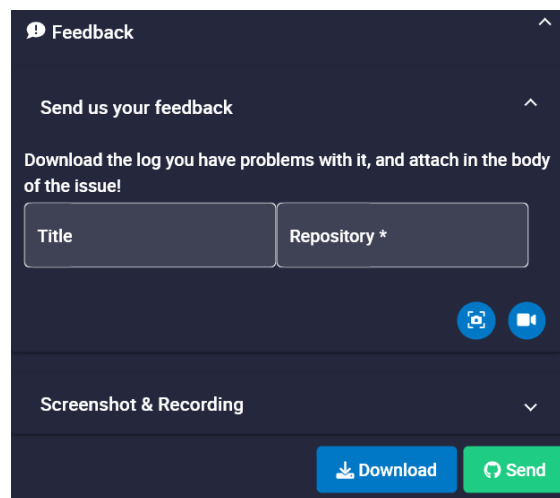 Feedback
Send us your feedback
Download the log you have problems with it, and attach in the body
of the issue!
Title
Repository *
Screenshot & Recording
Download
Send